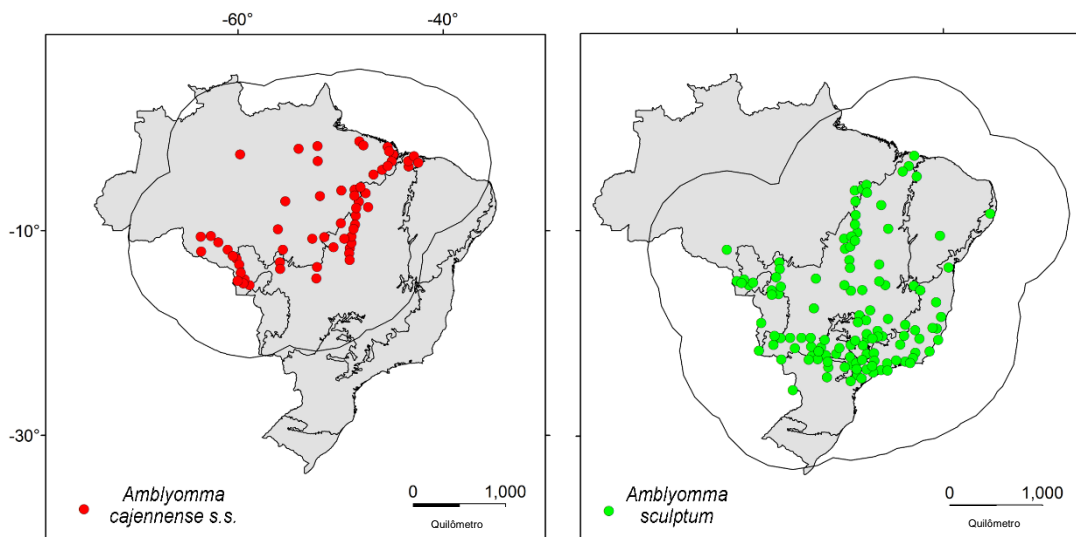 -60° -40°
-10°
-30°
Amblyomma
cajennense s.s.
0 1,000
Quilômetro
Amblyomma
sculptum
0 1,000
Quilômetro